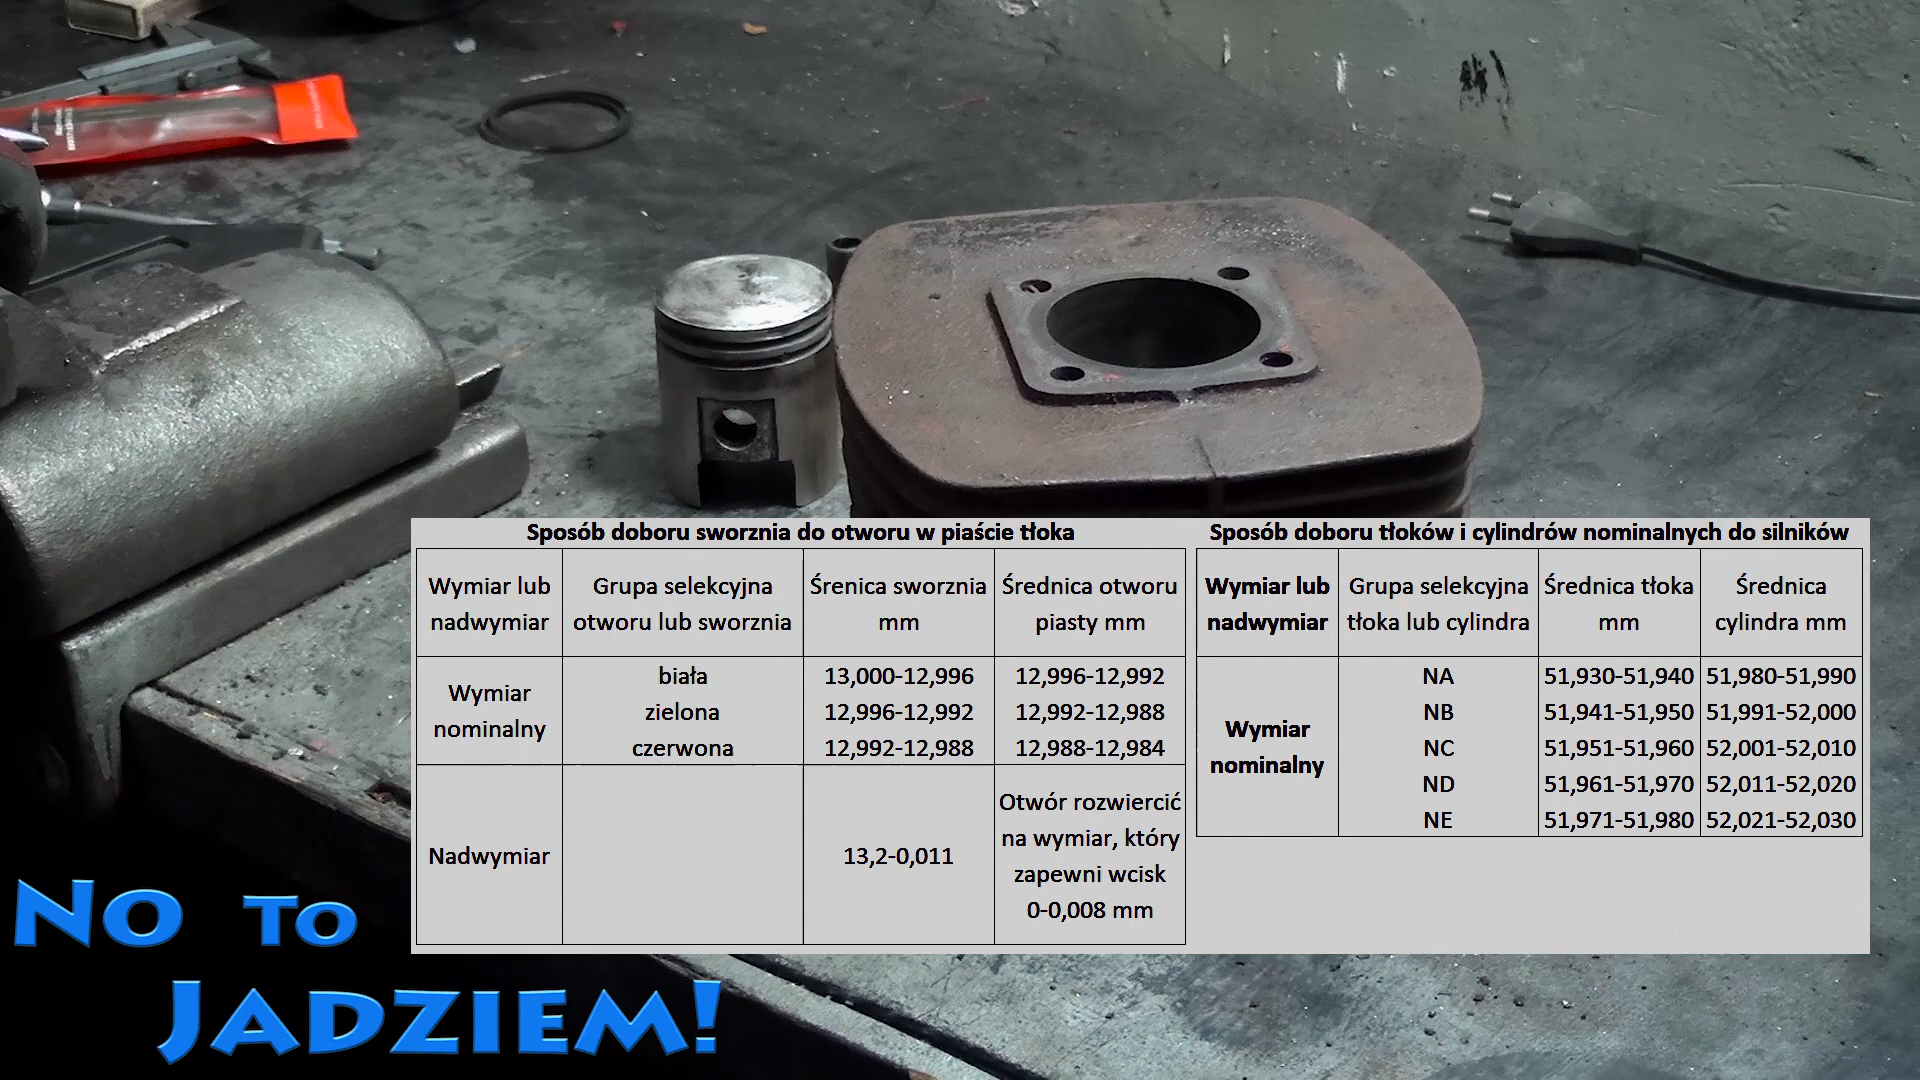 Sposób doboru sworznia do otworu w piaście tłoka
Wymiar lub nadwymiar
Grupa selekcyjna otworu lub sworznia
Śrenica sworznia mm
Średnica otworu piasty mm
Wymiar nominalny
biała 13,000-12,996 12,996-12,992
zielona 12,996-12,992 12,992-12,988
czerwona 12,992-12,988 12,988-12,984
Nadwymiar
13,2-0,011
Otwór rozwiercić
na wymiar, który
zapewni wcisk
0-0,008 mm
Sposób doboru tłoków i cylindrów nominalnych do silników
Wymiar lub nadwymiar
Grupa selekcyjna tłoka lub cylindra
Średnica tłoka mm
Średnica cylindra mm
Wymiar nominalny
NA 51,930-51,940 51,980-51,990
NB 51,941-51,950 51,991-52,000
NC 51,951-51,960 52,001-52,010
ND 51,961-51,970 52,011-52,020
NE 51,971-51,980 52,021-52,030
No to
Jadziem!